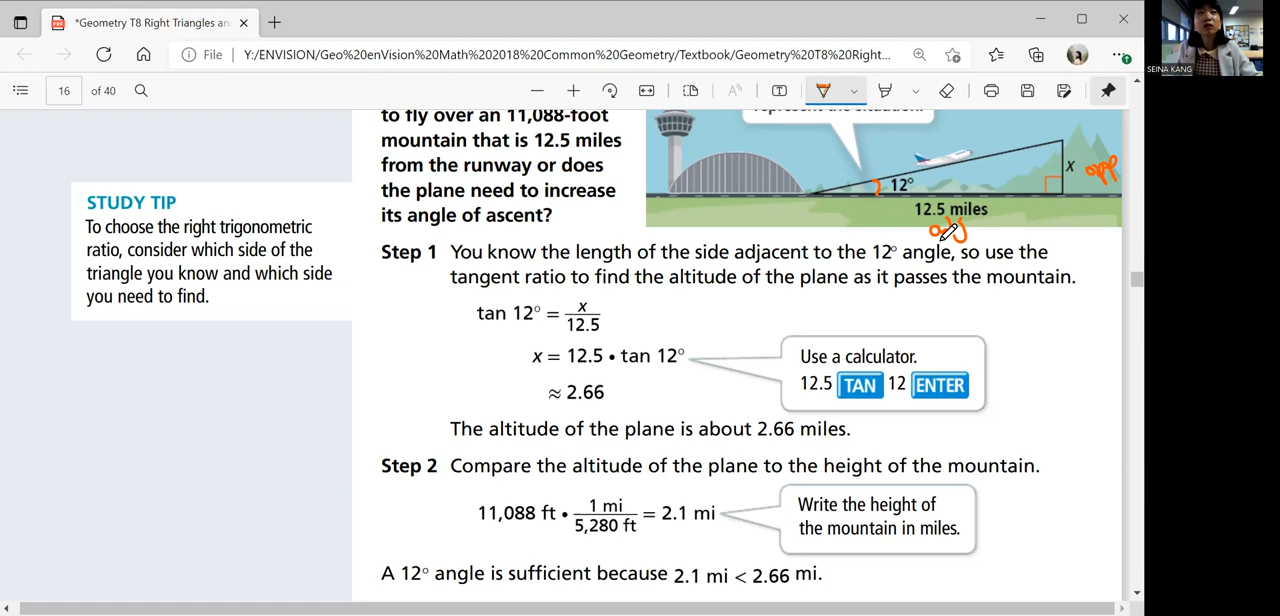 *Geometry T8 Right Triangles an
File
Y:/ENVISION/Geo%20enVision%20Math%202018%20Common%20Geometry/Textbook/Geometry%20T8%20Right...
SEINA KANG
16 of 40
to fly over an 11,088-foot
mountain that is 12.5 miles
from the runway or does
the plane need to increase
its angle of ascent?
represent the situation.
12°
x opp
12.5 miles
adj
STUDY TIP
To choose the right trigonometric
ratio, consider which side of the
triangle you know and which side
you need to find.
Step 1 You know the length of the side adjacent to the 12° angle, so use the
tangent ratio to find the altitude of the plane as it passes the mountain.
tan 12° = x/12.5
x = 12.5 • tan 12°
≈ 2.66
Use a calculator.
12.5 TAN 12 ENTER
The altitude of the plane is about 2.66 miles.
Step 2 Compare the altitude of the plane to the height of the mountain.
11,088 ft • 1 mi/5,280 ft = 2.1 mi
Write the height of
the mountain in miles.
A 12° angle is sufficient because 2.1 mi < 2.66 mi.